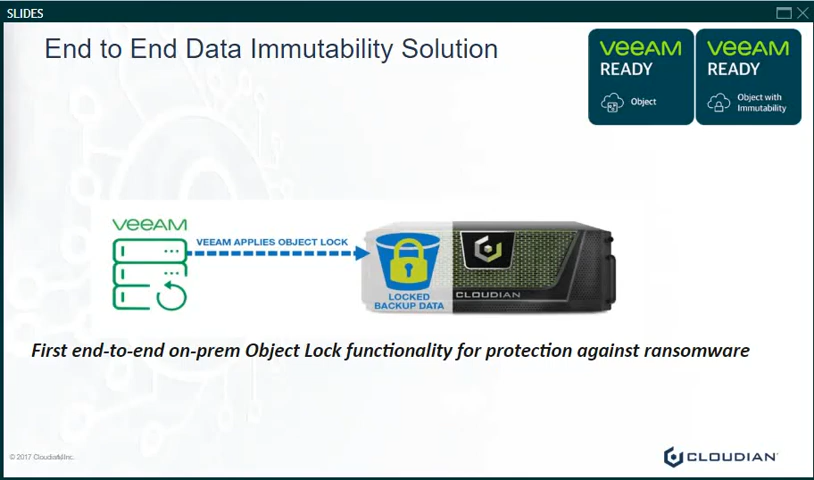 SLIDES
End to End Data Immutability Solution
VEEAM
READY
Object
VEEAM
READY
Object with
Immutability
VEEAM
VEEAM APPLIES OBJECT LOCK
LOCKED
BACKUP DATA
CLOUDIAN
First end-to-end on-prem Object Lock functionality for protection against ransomware
© 2017 Inc.
CLOUDIAN